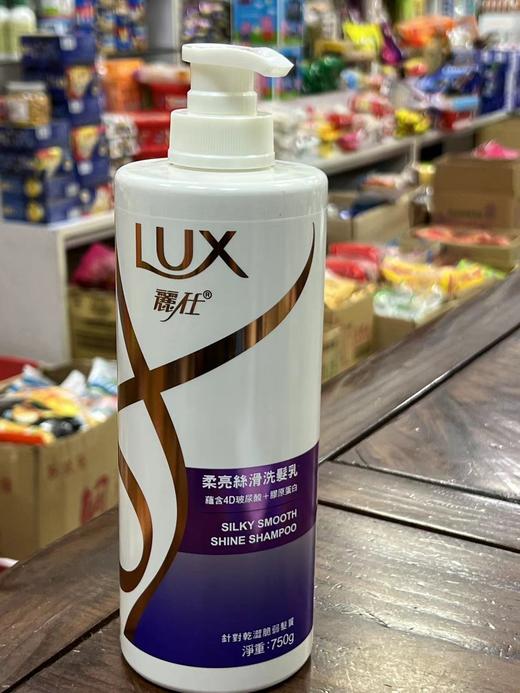 LUX
麗仕®
柔亮絲滑洗髮乳
蘊含4D玻尿酸+膠原蛋白
SILKY SMOOTH
SHINE SHAMPOO
針對乾澀脆弱髮質
淨重:750g